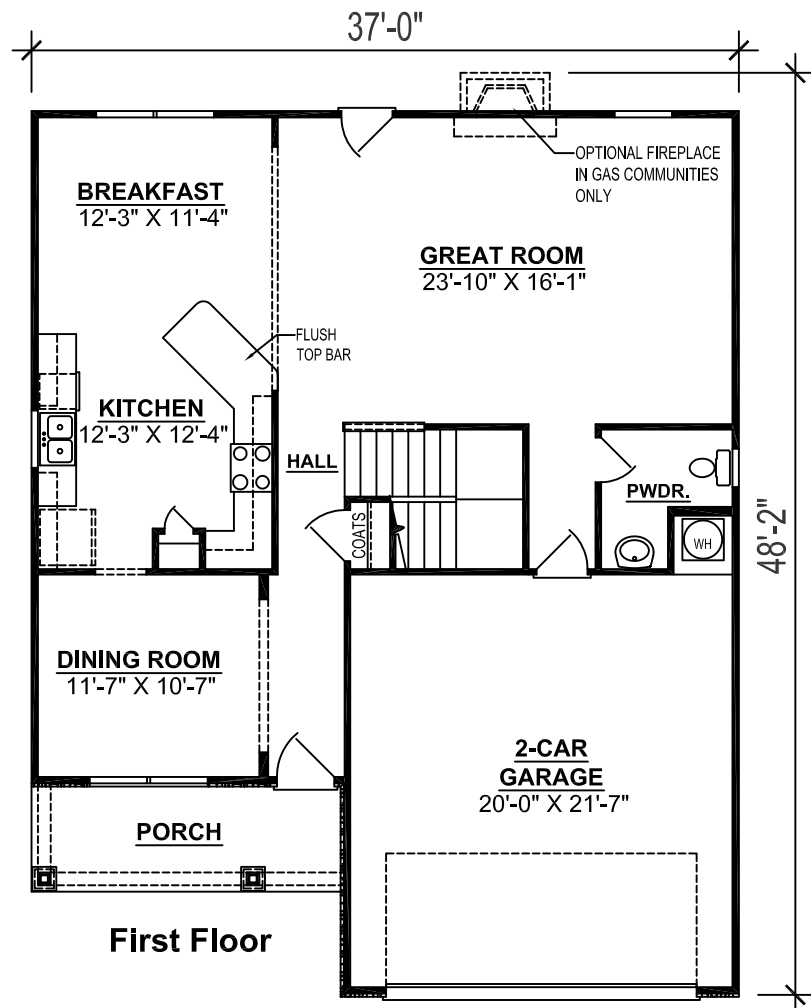 37'-0"
OPTIONAL FIREPLACE
IN GAS COMMUNITIES
ONLY
BREAKFAST
12'-3" X 11'-4"
GREAT ROOM
23'-10" X 16'-1"
FLUSH
TOP BAR
KITCHEN
12'-3" X 12'-4"
HALL
PWDR.
COATS
WH
48'-2"
DINING ROOM
11'-7" X 10'-7"
2-CAR
GARAGE
20'-0" X 21'-7"
PORCH
First Floor